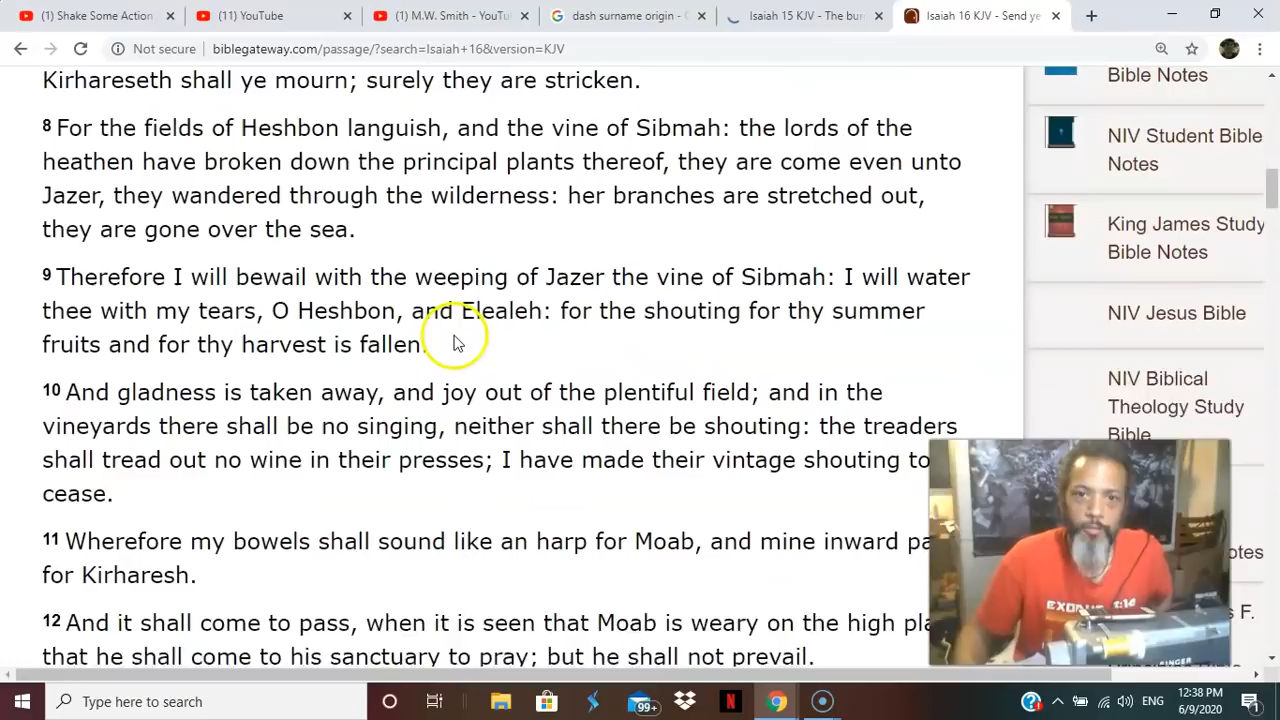 (1) Shake Some Action
(11) YouTube
(1) M.W. Smith - YouTu
dash surname origin -
Isaiah 15 KJV - The bur
Isaiah 16 KJV - Send ye
Not secure
biblegateway.com/passage/?search=Isaiah+16&version=KJV
Kirhareseth shall ye mourn; surely they are stricken.
8 For the fields of Heshbon languish, and the vine of Sibmah: the lords of the
heathen have broken down the principal plants thereof, they are come even unto
Jazer, they wandered through the wilderness: her branches are stretched out,
they are gone over the sea.
9 Therefore I will bewail with the weeping of Jazer the vine of Sibmah: I will water
thee with my tears, O Heshbon, and Elealeh: for the shouting for thy summer
fruits and for thy harvest is fallen.
10 And gladness is taken away, and joy out of the plentiful field; and in the
vineyards there shall be no singing, neither shall there be shouting: the treaders
shall tread out no wine in their presses; I have made their vintage shouting to
cease.
11 Wherefore my bowels shall sound like an harp for Moab, and mine inward pa
for Kirharesh.
12 And it shall come to pass, when it is seen that Moab is weary on the high pla
that he shall come to his sanctuary to pray; but he shall not prevail.
Bible Notes
NIV Student Bible
Notes
King James Study
Bible Notes
NIV Jesus Bible
NIV Biblical
Theology Study
Bible
otes
s F.
EXODUS 1:14
SINGER
Type here to search
99+
ENG
12:38 PM
6/9/2020
1